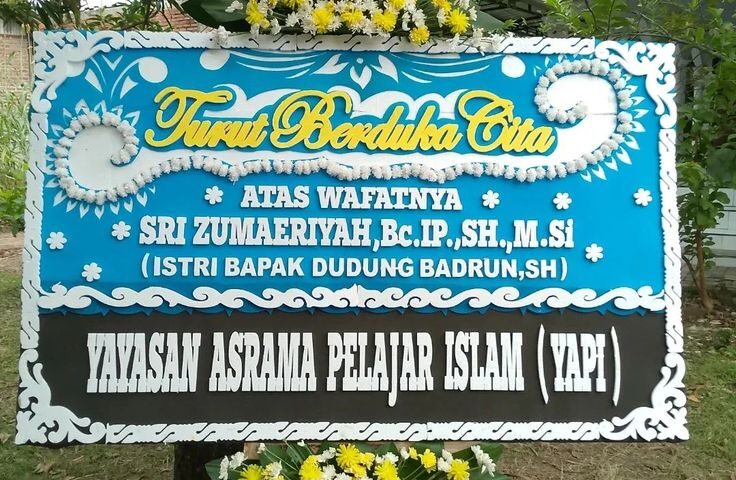 Turut Berduka Cita
ATAS WAFATNYA
SRI ZUMAERIYAH,Bc.IP.,SH.,M.Si
(ISTRI BAPAK DUDUNG BADRUN,SH)
YAYASAN ASRAMA PELAJAR ISLAM (YAPI)